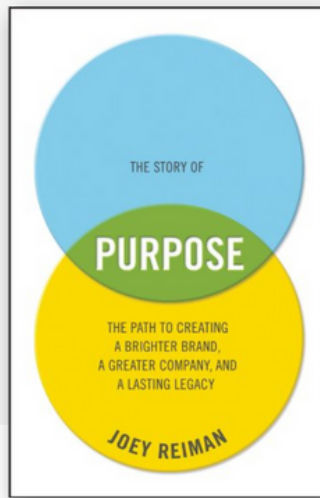 THE STORY OF
PURPOSE
THE PATH TO CREATING
A BRIGHTER BRAND,
A GREATER COMPANY, AND
A LASTING LEGACY
JOEY REIMAN